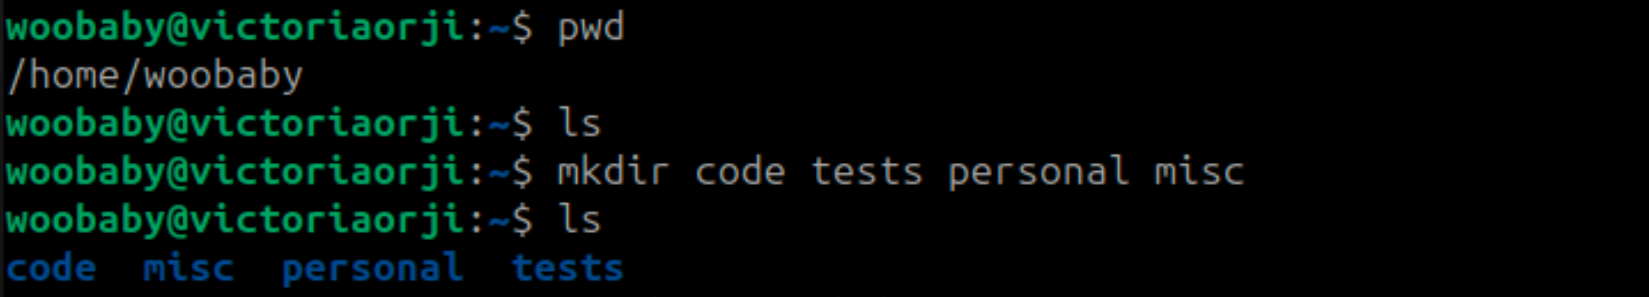 woobaby@victoriaorji:~$ pwd
/home/woobaby
woobaby@victoriaorji:~$ ls
woobaby@victoriaorji:~$ mkdir code tests personal misc
woobaby@victoriaorji:~$ ls
code  misc  personal  tests